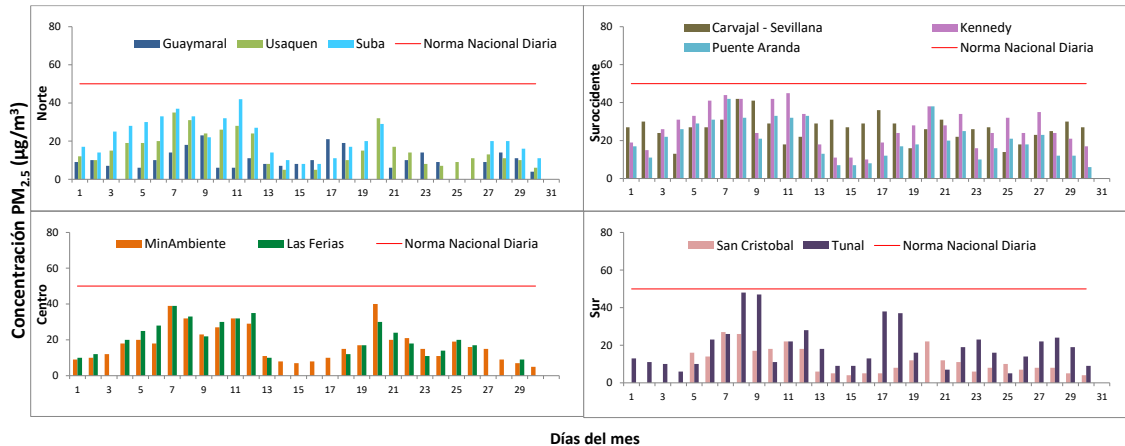 Concentración PM2.5 (µg/m³)
Norte
80
60
40
20
0
Guaymaral Usaquen Suba Norma Nacional Diaria
1 3 5 7 9 11 13 15 17 19 21 23 25 27 29 31
Suroccidente
80
60
40
20
0
Carvajal - Sevillana Kennedy
Puente Aranda Norma Nacional Diaria
1 3 5 7 9 11 13 15 17 19 21 23 25 27 29 31
Centro
80
60
40
20
0
MinAmbiente Las Ferias Norma Nacional Diaria
1 3 5 7 9 11 13 15 17 19 21 23 25 27 29
Sur
80
60
40
20
0
San Cristobal Tunal Norma Nacional Diaria
1 3 5 7 9 11 13 15 17 19 21 23 25 27 29 31
Días del mes